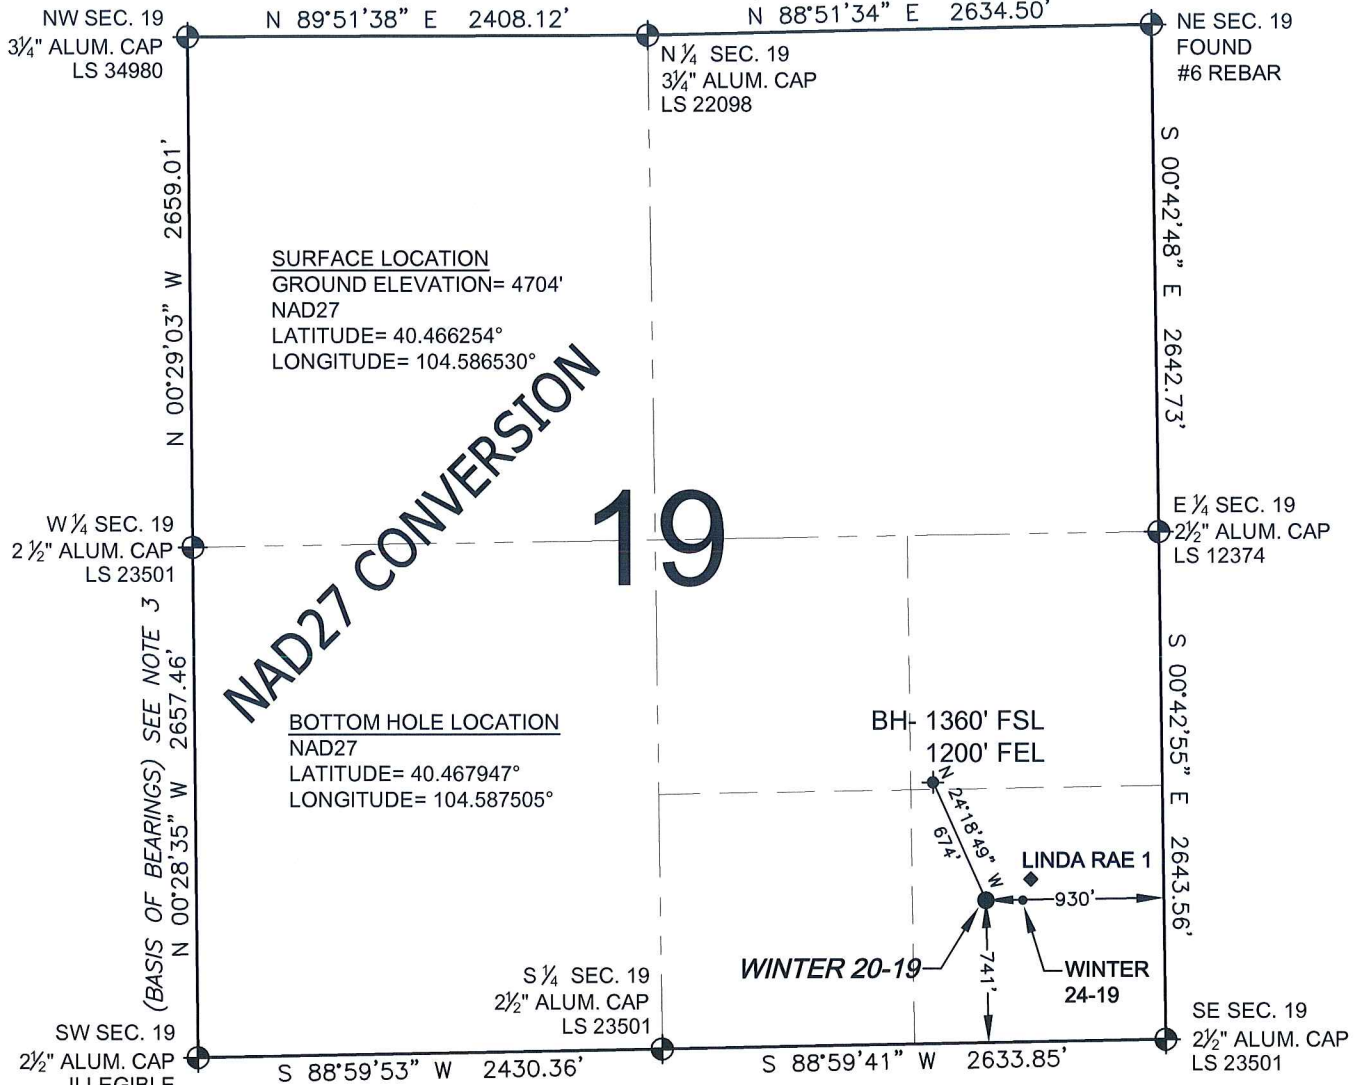 N 89°51'38" E 2408.12'
N 88°51'34" E 2634.50'
NW SEC. 19
3¼" ALUM. CAP
LS 34980
N ¼ SEC. 19
3¼" ALUM. CAP
LS 22098
NE SEC. 19
FOUND
#6 REBAR
N 00°29'03" W 2659.01'
S 00°42'48" E 2642.73'
SURFACE LOCATION
GROUND ELEVATION= 4704'
NAD27
LATITUDE= 40.466254°
LONGITUDE= 104.586530°
NAD27 CONVERSION
19
W ¼ SEC. 19
2 ½" ALUM. CAP
LS 23501
E ¼ SEC. 19
2½" ALUM. CAP
LS 12374
(BASIS OF BEARINGS) SEE NOTE 3
N 00°28'35" W 2657.46'
S 00°42'55" E 2643.56'
BOTTOM HOLE LOCATION
NAD27
LATITUDE= 40.467947°
LONGITUDE= 104.587505°
BH- 1360' FSL
1200' FEL
N 24°18'49" W
674'
LINDA RAE 1
930'
WINTER 20-19
741'
WINTER
24-19
S ¼ SEC. 19
2½" ALUM. CAP
LS 23501
SW SEC. 19
2½" ALUM. CAP
ILLEGIBLE
S 88°59'53" W 2430.36'
S 88°59'41" W 2633.85'
SE SEC. 19
2½" ALUM. CAP
LS 23501